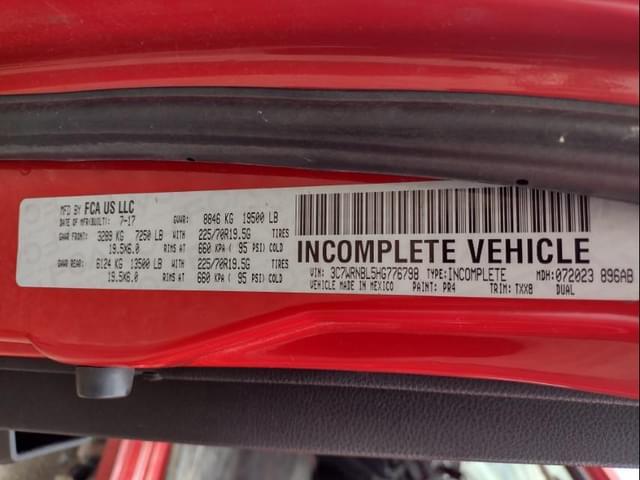 MFD BY FCA US LLC
DATE OF MFR(BUILT): 7-17 GVWR: 8846 KG 19500 LB
GAWR FRONT: 3289 KG 7250 LB WITH 225/70R19.5G TIRES
19.5X6.0 RIMS AT 660 KPA ( 95 PSI) COLD
GAWR REAR: 6124 KG 13500 LB WITH 225/70R19.5G TIRES
19.5X6.0 RIMS AT 660 KPA ( 95 PSI) COLD
INCOMPLETE VEHICLE
VIN: 3C7WRNBL5HG776798 TYPE: INCOMPLETE MDH: 072023 896AB
VEHICLE MADE IN MEXICO PAINT: PR4 TRIM: TXX8 DUAL